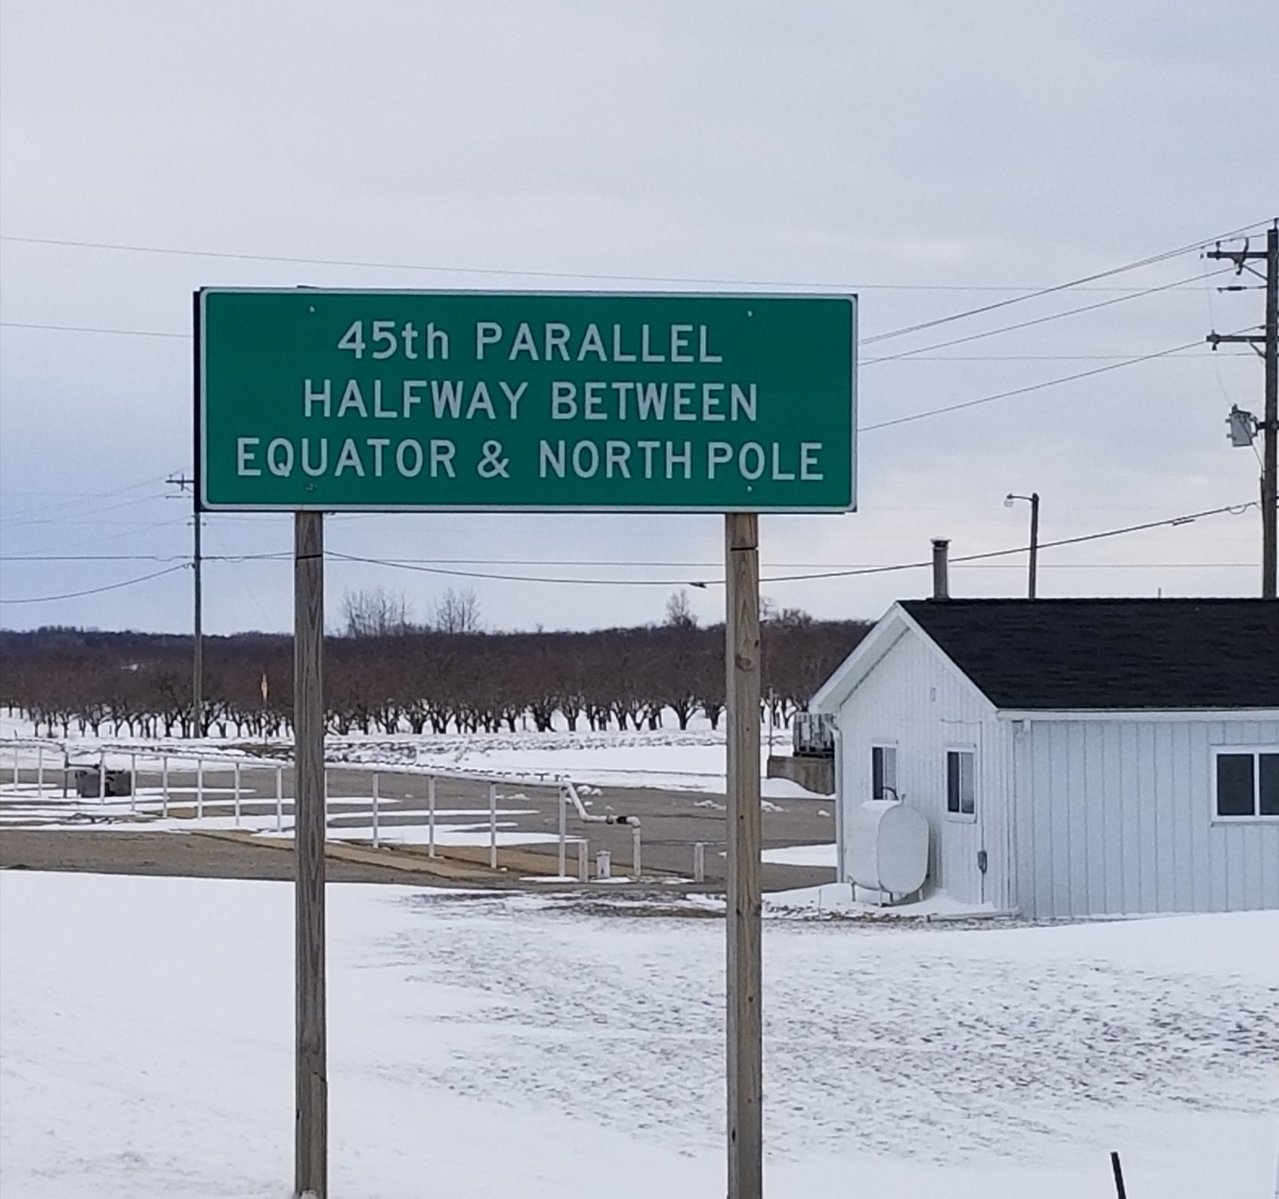 45th PARALLEL
HALFWAY BETWEEN
EQUATOR & NORTH POLE